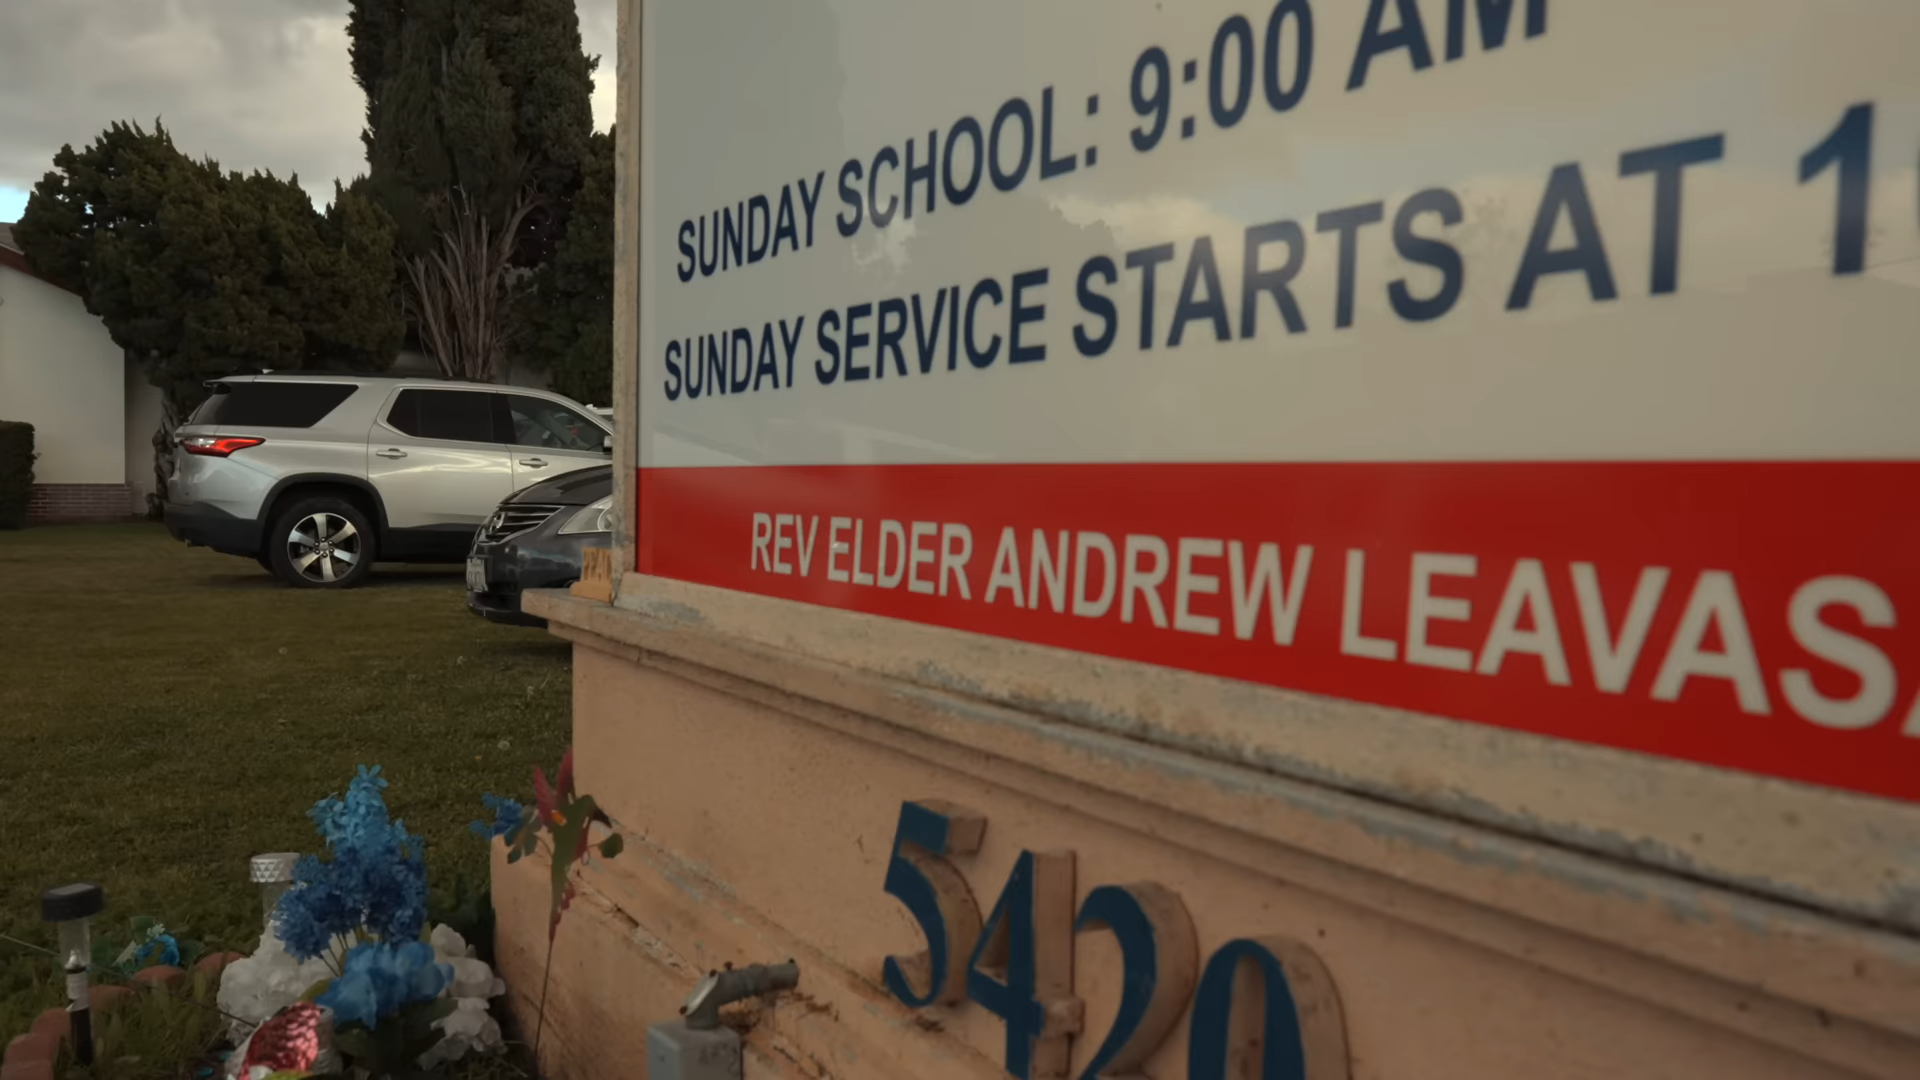 SUNDAY SCHOOL: 9:00 AM
SUNDAY SERVICE STARTS AT 1
REV ELDER ANDREW LEAVAS
5420